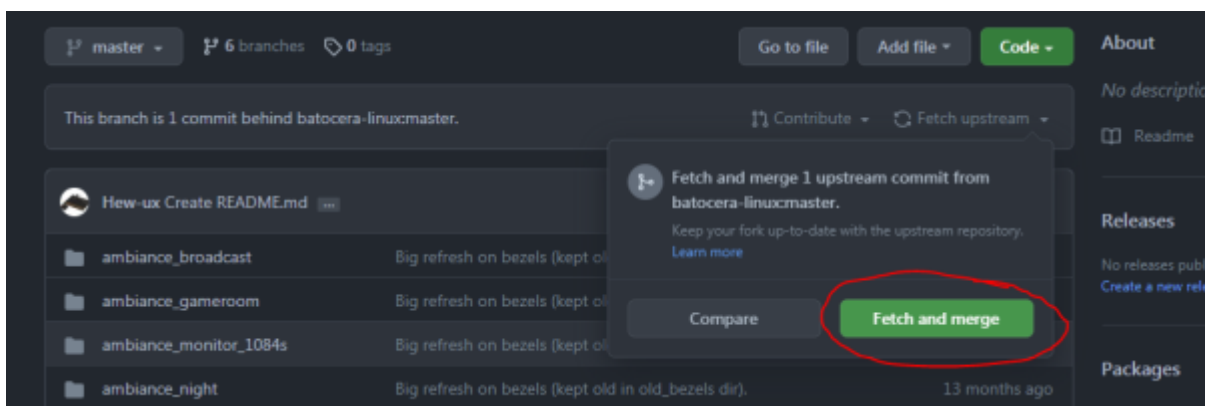 master
6 branches
0 tags
Go to file
Add file
Code
About
This branch is 1 commit behind batocera-linux:master.
Contribute
Fetch upstream
No
Readme
Fetch and merge 1 upstream commit from
batocera-linux:master.
Keep your fork up-to-date with the upstream repository.
Learn more
Compare
Fetch and merge
Hew-ux Create README.md ...
ambiance_broadcast
Big refresh on bezels (kept
ambiance_gameroom
Big refresh on bezels (kept
ambiance_monitor_1084s
Big refresh on bezels (kept
ambiance_night
Big refresh on bezels (kept old in old_bezels dir).
13 months ago
Releases
No releases
Create a new
Packages